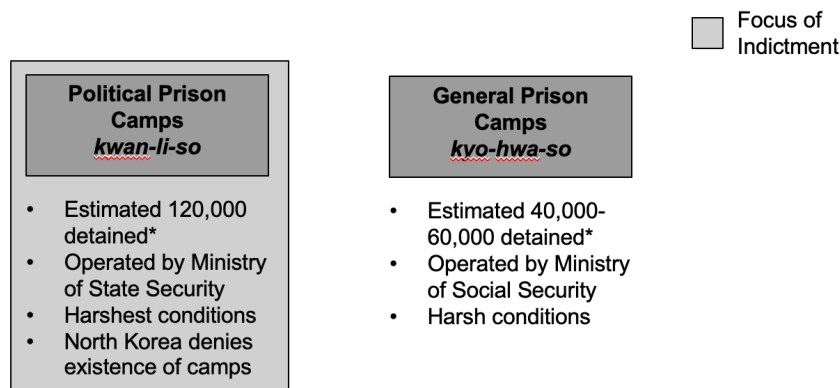 Focus of
Indictment
Political Prison
Camps
kwan-li-so
• Estimated 120,000
detained*
• Operated by Ministry
of State Security
• Harshest conditions
• North Korea denies
existence of camps
General Prison
Camps
kyo-hwa-so
• Estimated 40,000-
60,000 detained*
• Operated by Ministry
of Social Security
• Harsh conditions